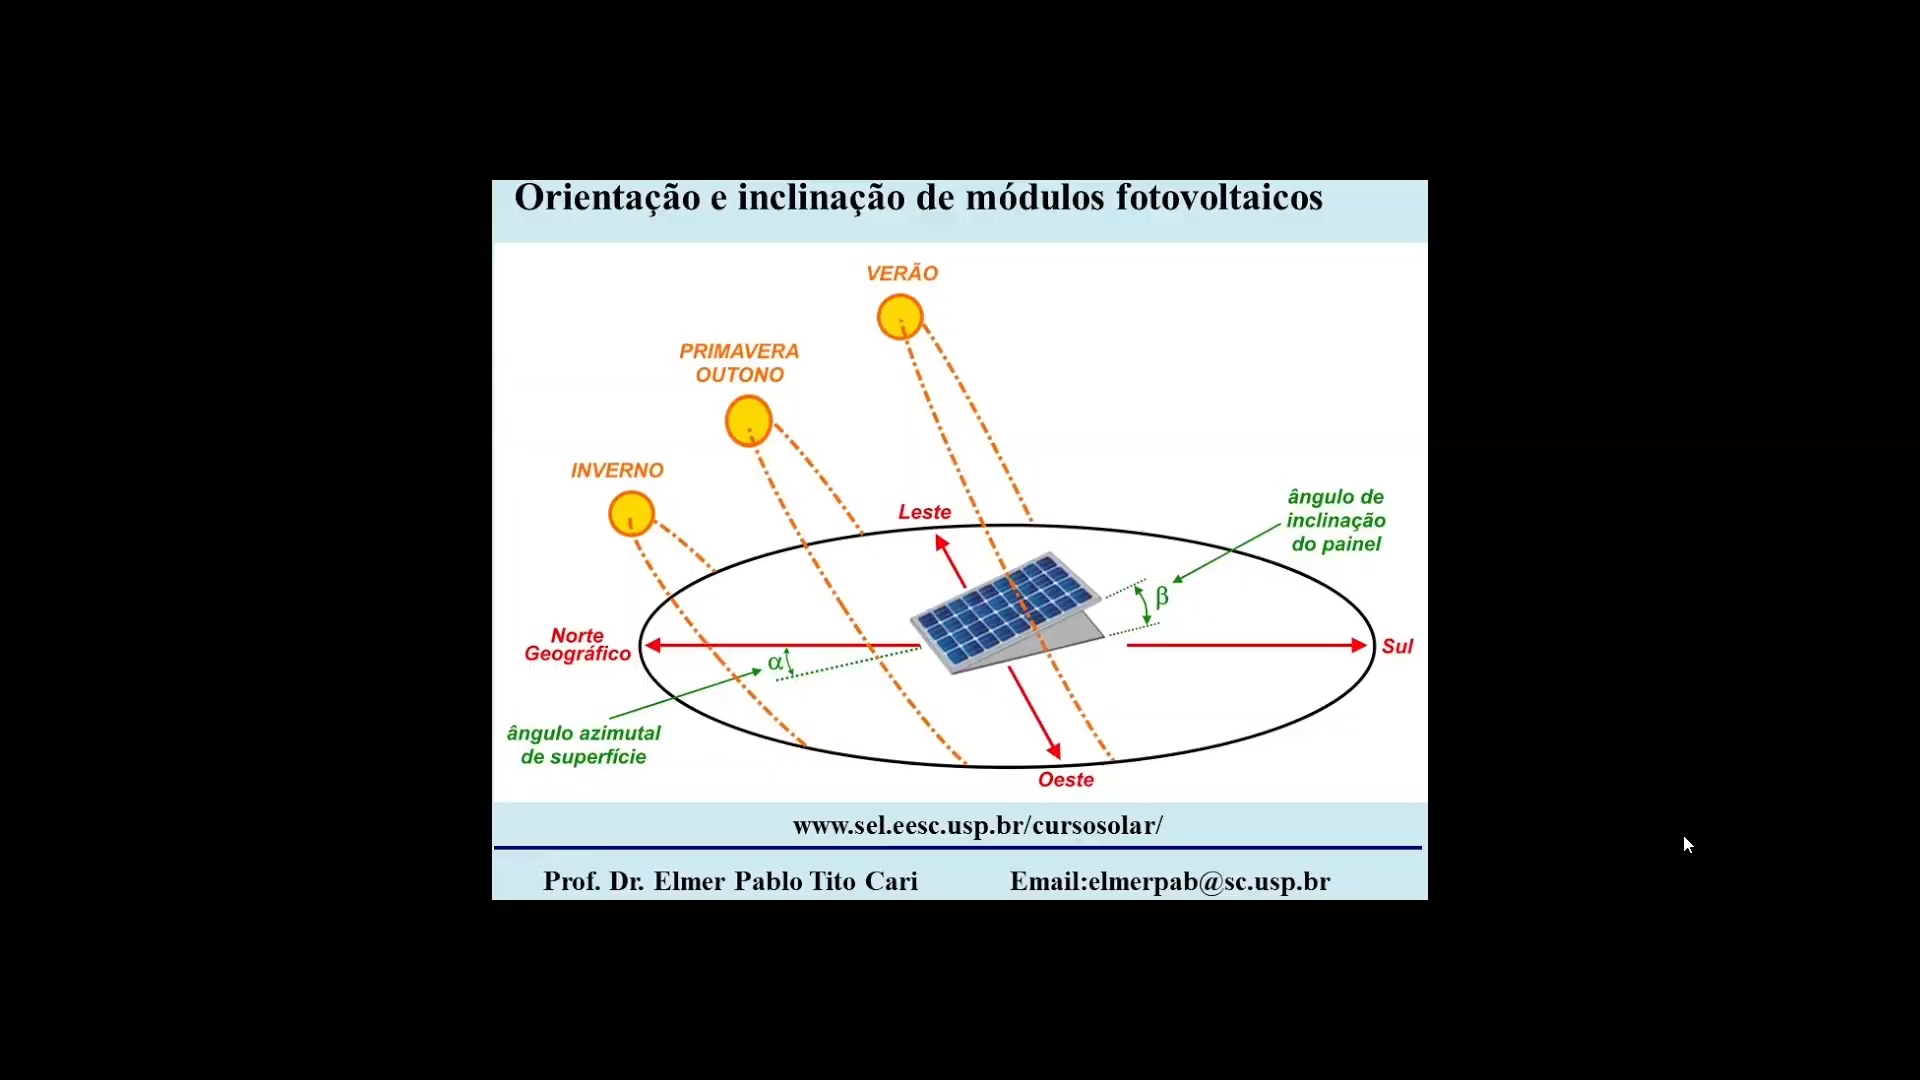 Orientação e inclinação de módulos fotovoltaicos
VERÃO
PRIMAVERA
OUTONO
INVERNO
Leste
ângulo de
inclinação
do painel
β
Norte
Geográfico
Sul
α
ângulo azimutal
de superfície
Oeste
www.sel.eesc.usp.br/cursosolar/
Prof. Dr. Elmer Pablo Tito Cari
Email:elmerpab@sc.usp.br